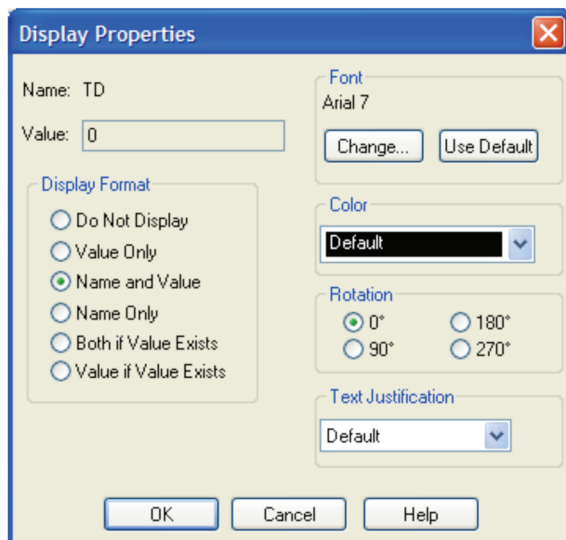 Display Properties
Name: TD
Value: 0
Display Format
Do Not Display
Value Only
Name and Value
Name Only
Both if Value Exists
Value if Value Exists
Font
Arial 7
Change... Use Default
Color
Default
Rotation
0° 180°
90° 270°
Text Justification
Default
OK Cancel Help